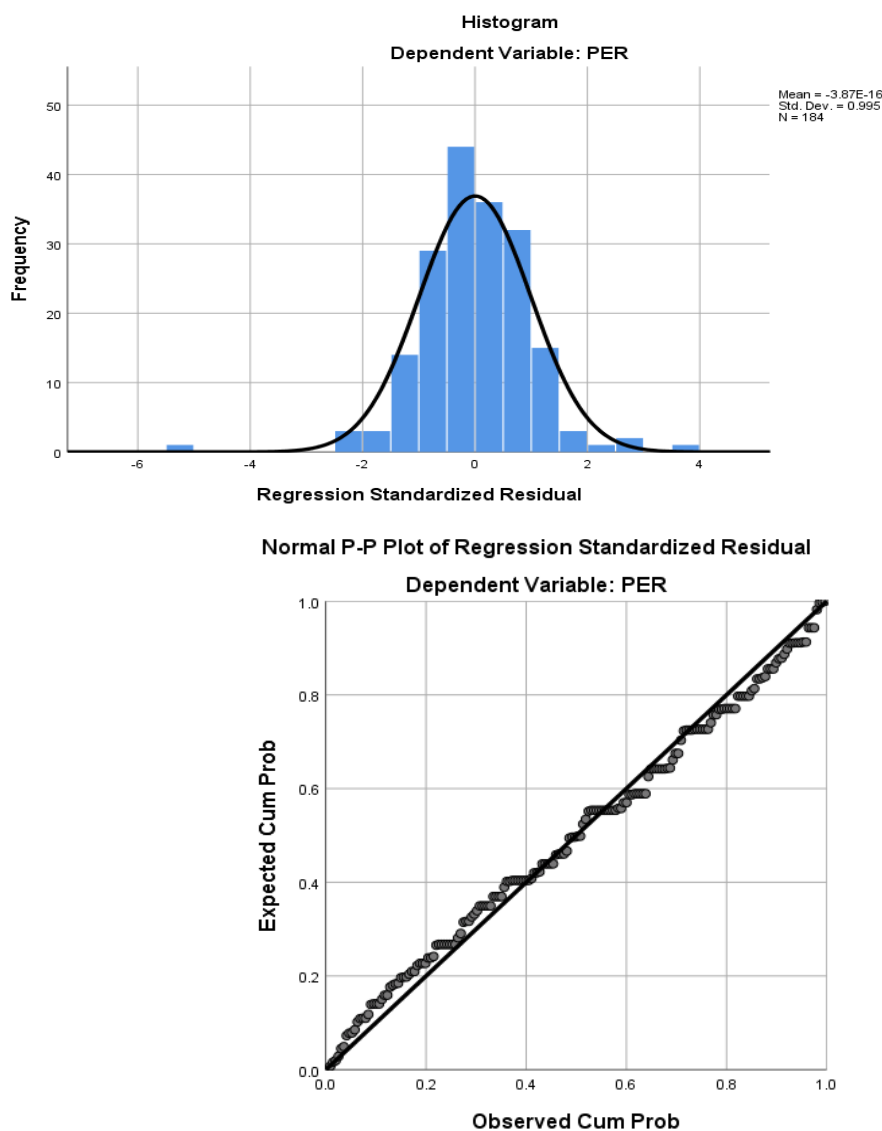 Histogram
Dependent Variable: PER
Mean = -3.87E-16
Std. Dev. = 0.995
N = 184
50
40
30
20
10
0
Frequency
-6 -4 -2 0 2 4
Regression Standardized Residual
Normal P-P Plot of Regression Standardized Residual
Dependent Variable: PER
1.0
0.8
0.6
0.4
0.2
0.0
Expected Cum Prob
0.0 0.2 0.4 0.6 0.8 1.0
Observed Cum Prob